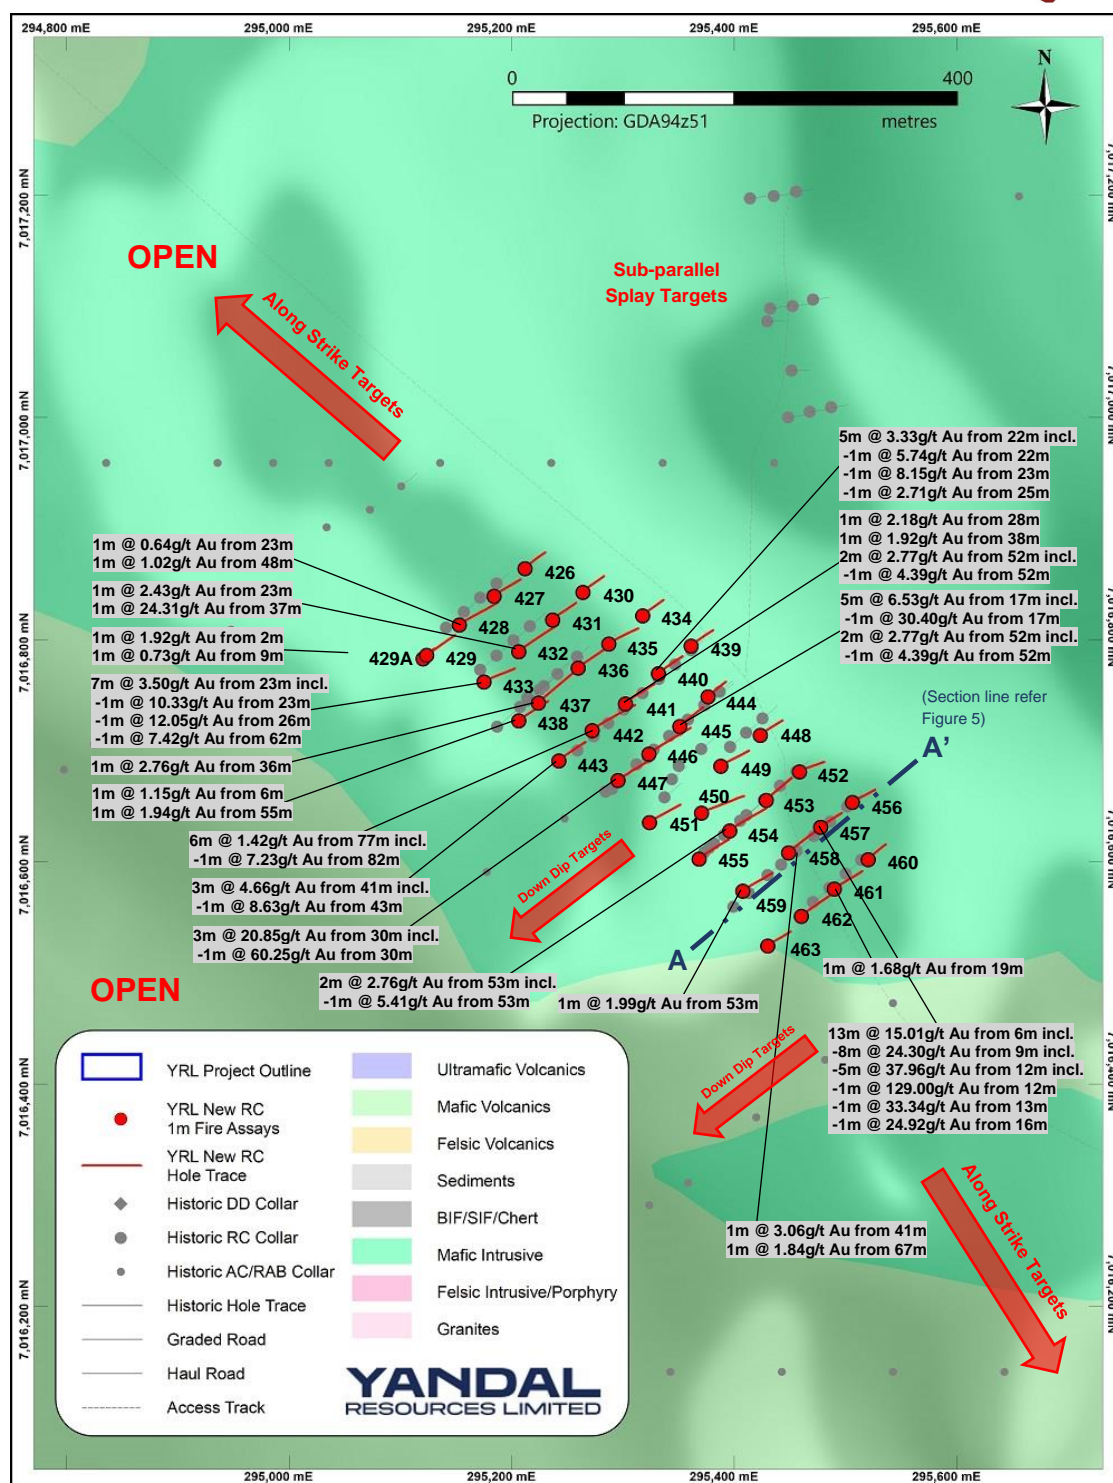 294,800 mE
295,000 mE
295,200 mE
295,400 mE
295,600 mE
0
400
Projection: GDA94z51
metres
N
7,017,200 mN
7,017,000 mN
7,016,800 mN
7,016,600 mN
7,016,400 mN
7,016,200 mN
OPEN
Along Strike Targets
Sub-parallel
Splay Targets
5m @ 3.33g/t Au from 22m incl.
-1m @ 5.74g/t Au from 22m
-1m @ 8.15g/t Au from 23m
-1m @ 2.71g/t Au from 25m
1m @ 2.18g/t Au from 28m
1m @ 1.92g/t Au from 38m
2m @ 2.77g/t Au from 52m incl.
-1m @ 4.39g/t Au from 52m
5m @ 6.53g/t Au from 17m incl.
-1m @ 30.40g/t Au from 17m
2m @ 2.77g/t Au from 52m incl.
-1m @ 4.39g/t Au from 52m
1m @ 0.64g/t Au from 23m
1m @ 1.02g/t Au from 48m
1m @ 2.43g/t Au from 23m
1m @ 24.31g/t Au from 37m
1m @ 1.92g/t Au from 2m
1m @ 0.73g/t Au from 9m
7m @ 3.50g/t Au from 23m incl.
-1m @ 10.33g/t Au from 23m
-1m @ 12.05g/t Au from 26m
-1m @ 7.42g/t Au from 62m
1m @ 2.76g/t Au from 36m
1m @ 1.15g/t Au from 6m
1m @ 1.94g/t Au from 55m
6m @ 1.42g/t Au from 77m incl.
-1m @ 7.23g/t Au from 82m
3m @ 4.66g/t Au from 41m incl.
-1m @ 8.63g/t Au from 43m
3m @ 20.85g/t Au from 30m incl.
-1m @ 60.25g/t Au from 30m
2m @ 2.76g/t Au from 53m incl.
-1m @ 5.41g/t Au from 53m
1m @ 1.99g/t Au from 53m
1m @ 1.68g/t Au from 19m
13m @ 15.01g/t Au from 6m incl.
-8m @ 24.30g/t Au from 9m incl.
-5m @ 37.96g/t Au from 12m incl.
-1m @ 129.00g/t Au from 12m
-1m @ 33.34g/t Au from 13m
-1m @ 24.92g/t Au from 16m
1m @ 3.06g/t Au from 41m
1m @ 1.84g/t Au from 67m
426
427
428
429A
429
430
431
432
433
434
435
436
437
438
439
440
441
442
443
444
445
446
447
448
449
450
451
452
453
454
455
456
457
458
459
460
461
462
463
(Section line refer
Figure 5)
A'
A
Down Dip Targets
OPEN
Down Dip Targets
Along Strike Targets
YRL Project Outline
YRL New RC
1m Fire Assays
YRL New RC
Hole Trace
Historic DD Collar
Historic RC Collar
Historic AC/RAB Collar
Historic Hole Trace
Graded Road
Haul Road
Access Track
Ultramafic Volcanics
Mafic Volcanics
Felsic Volcanics
Sediments
BIF/SIF/Chert
Mafic Intrusive
Felsic Intrusive/Porphyry
Granites
YANDAL
RESOURCES LIMITED
295,000 mE
295,200 mE
295,400 mE
295,600 mE